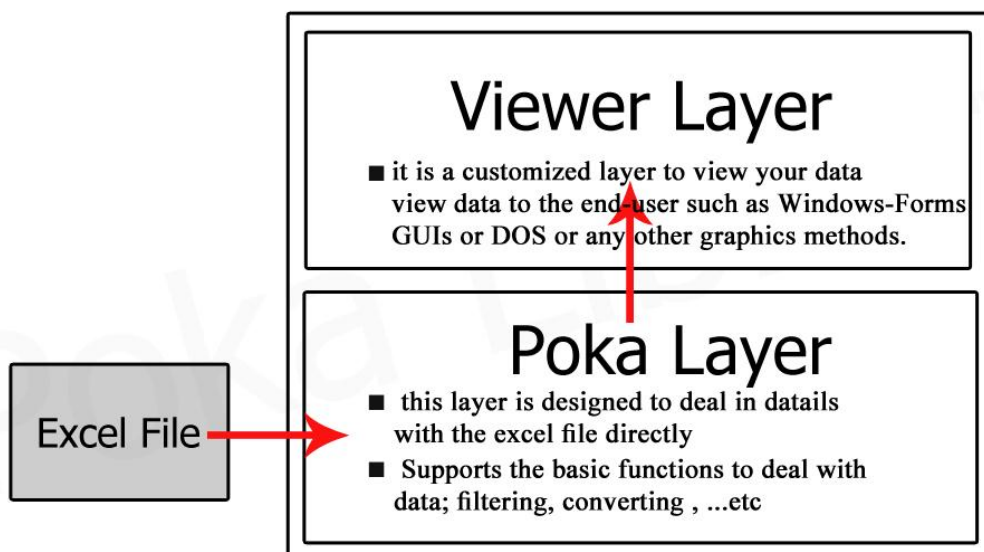 Viewer Layer
■ it is a customized layer to view your data
view data to the end-user such as Windows-Forms
GUIs or DOS or any other graphics methods.
Poka Layer
■ this layer is designed to deal in datails
with the excel file directly
■ Supports the basic functions to deal with
data; filtering, converting , ...etc
Excel File